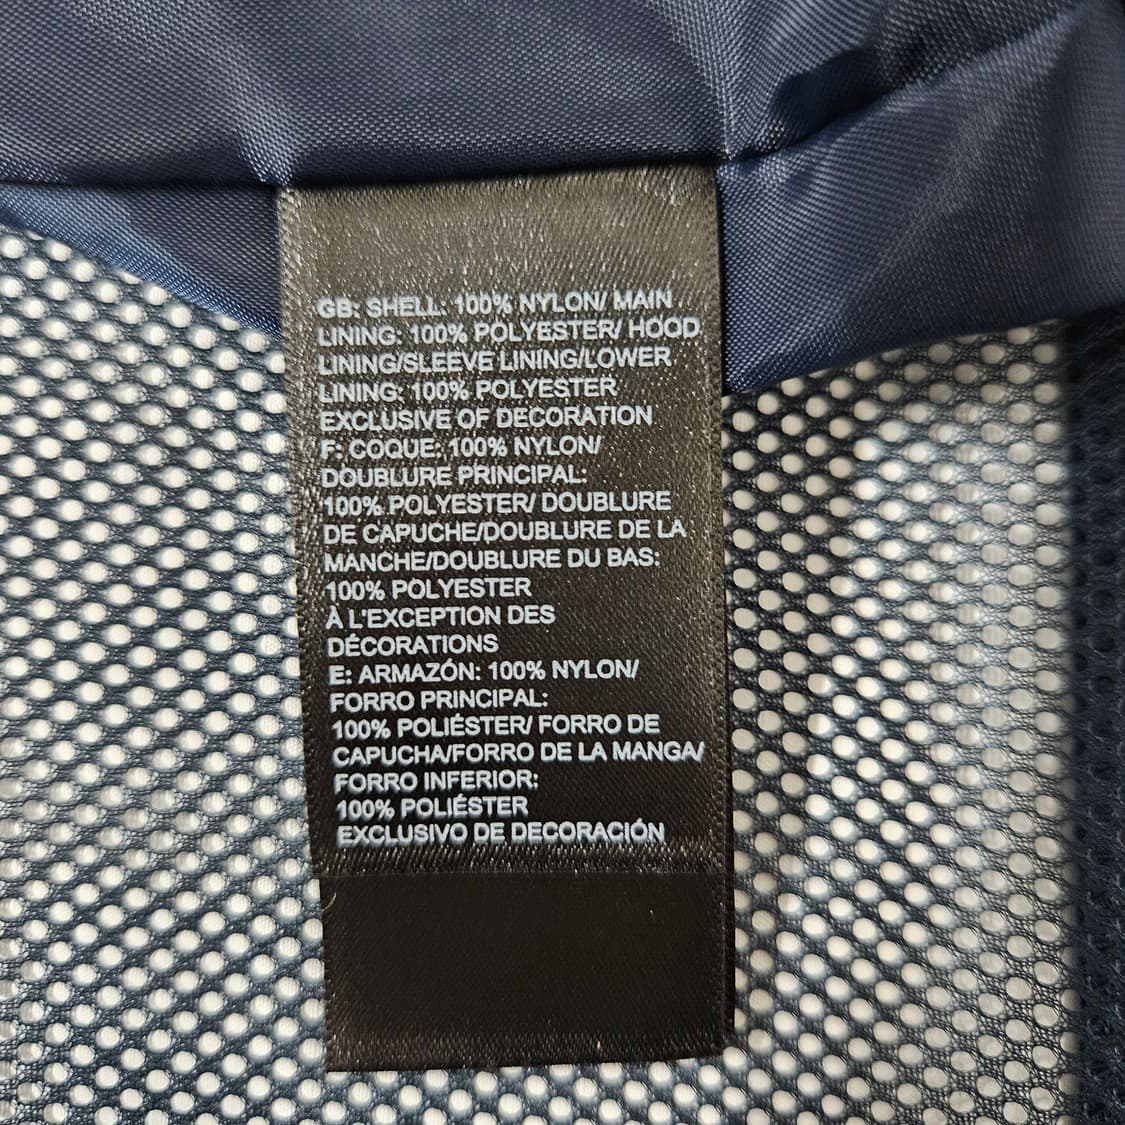 GB: SHELL: 100% NYLON/ MAIN
LINING: 100% POLYESTER/ HOOD
LINING/SLEEVE LINING/LOWER
LINING: 100% POLYESTER
EXCLUSIVE OF DECORATION
F: COQUE: 100% NYLON/
DOUBLURE PRINCIPAL:
100% POLYESTER/ DOUBLURE
DE CAPUCHE/DOUBLURE DE LA
MANCHE/DOUBLURE DU BAS:
100% POLYESTER
À L'EXCEPTION DES
DÉCORATIONS
E: ARMAZÓN: 100% NYLON/
FORRO PRINCIPAL:
100% POLIÉSTER/ FORRO DE
CAPUCHA/FORRO DE LA MANGA/
FORRO INFERIOR:
100% POLIÉSTER
EXCLUSIVO DE DECORACIÓN